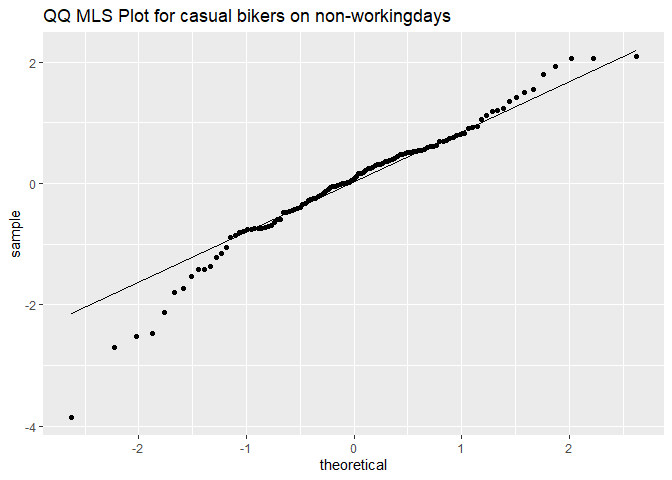 QQ MLS Plot for casual bikers on non-workingdays
2
0
-2
-4
sample
-2 -1 0 1 2
theoretical